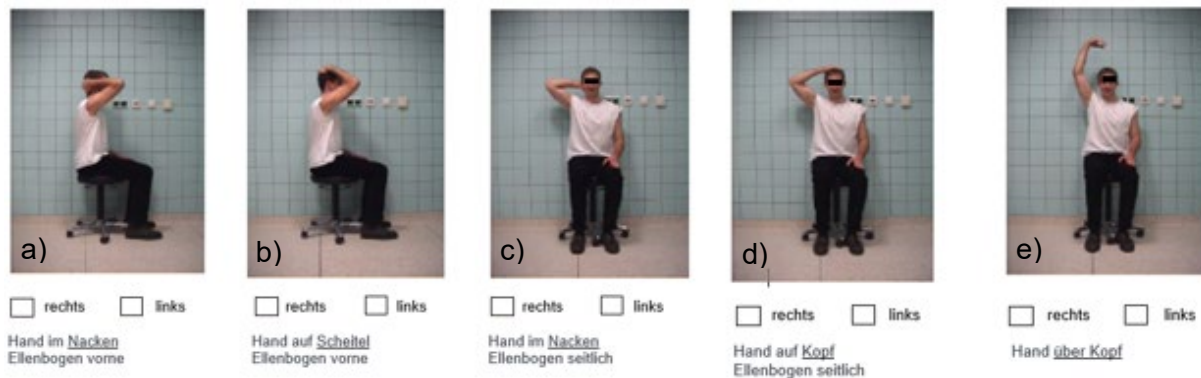 a)
b)
c)
d)
e)
rechts links
rechts links
rechts links
rechts links
rechts links
Hand im Nacken
Ellenbogen vorne
Hand auf Scheitel
Ellenbogen vorne
Hand im Nacken
Ellenbogen seitlich
Hand auf Kopf
Ellenbogen seitlich
Hand über Kopf